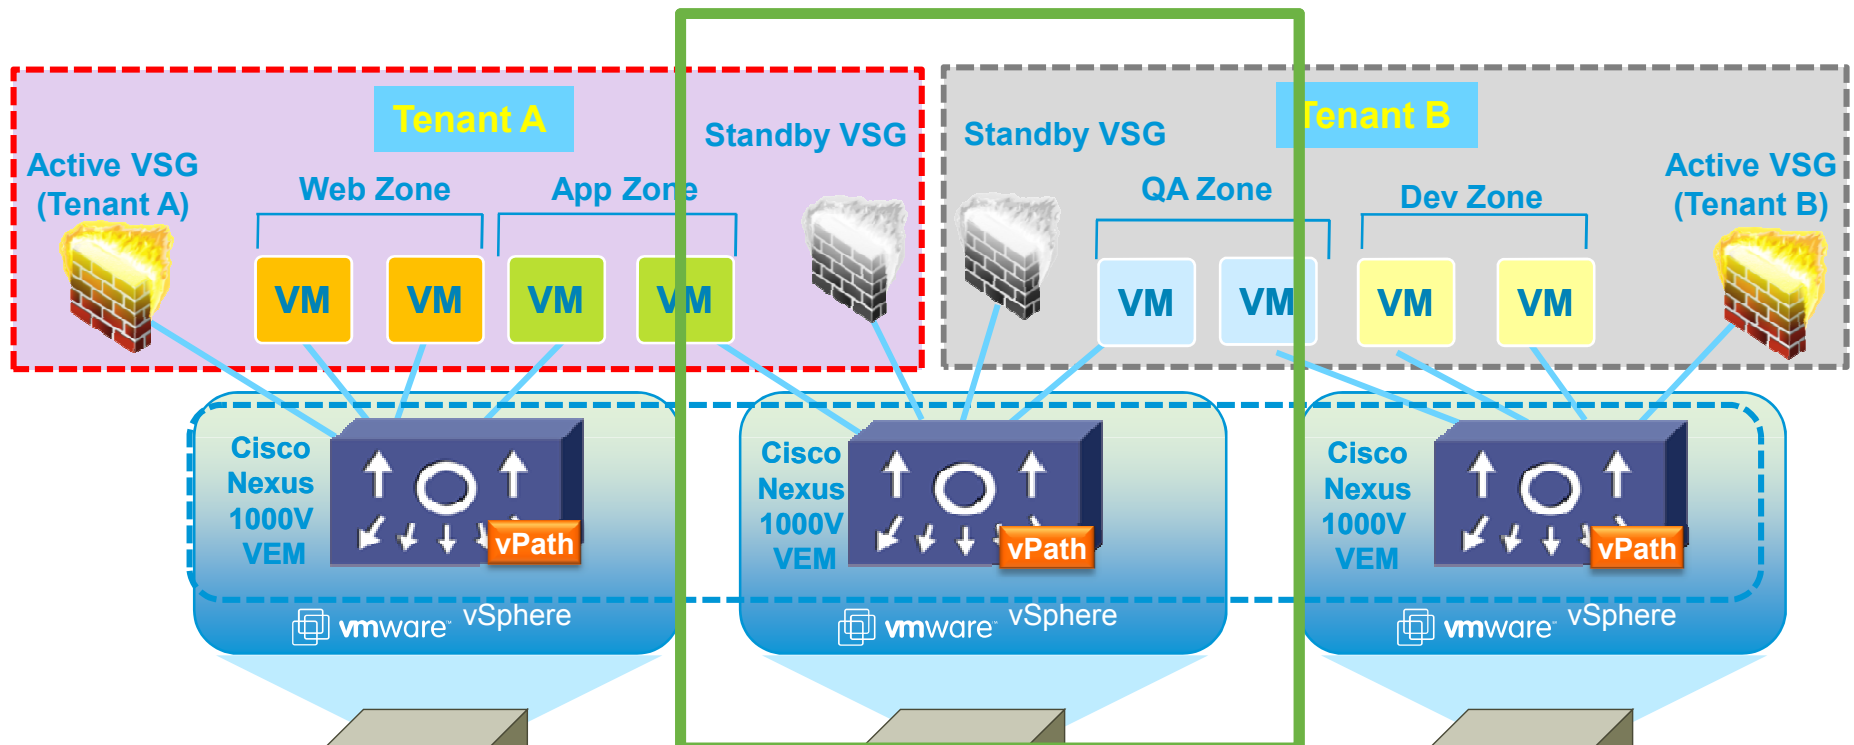 Tenant A
Active VSG
(Tenant A)
Web Zone
App Zone
Standby VSG
VM
VM
VM
VM
Tenant B
Standby VSG
QA Zone
Dev Zone
Active VSG
(Tenant B)
VM
VM
VM
VM
Cisco
Nexus
1000V
VEM
vPath
vmware vSphere
Cisco
Nexus
1000V
VEM
vPath
vmware vSphere
Cisco
Nexus
1000V
VEM
vPath
vmware vSphere